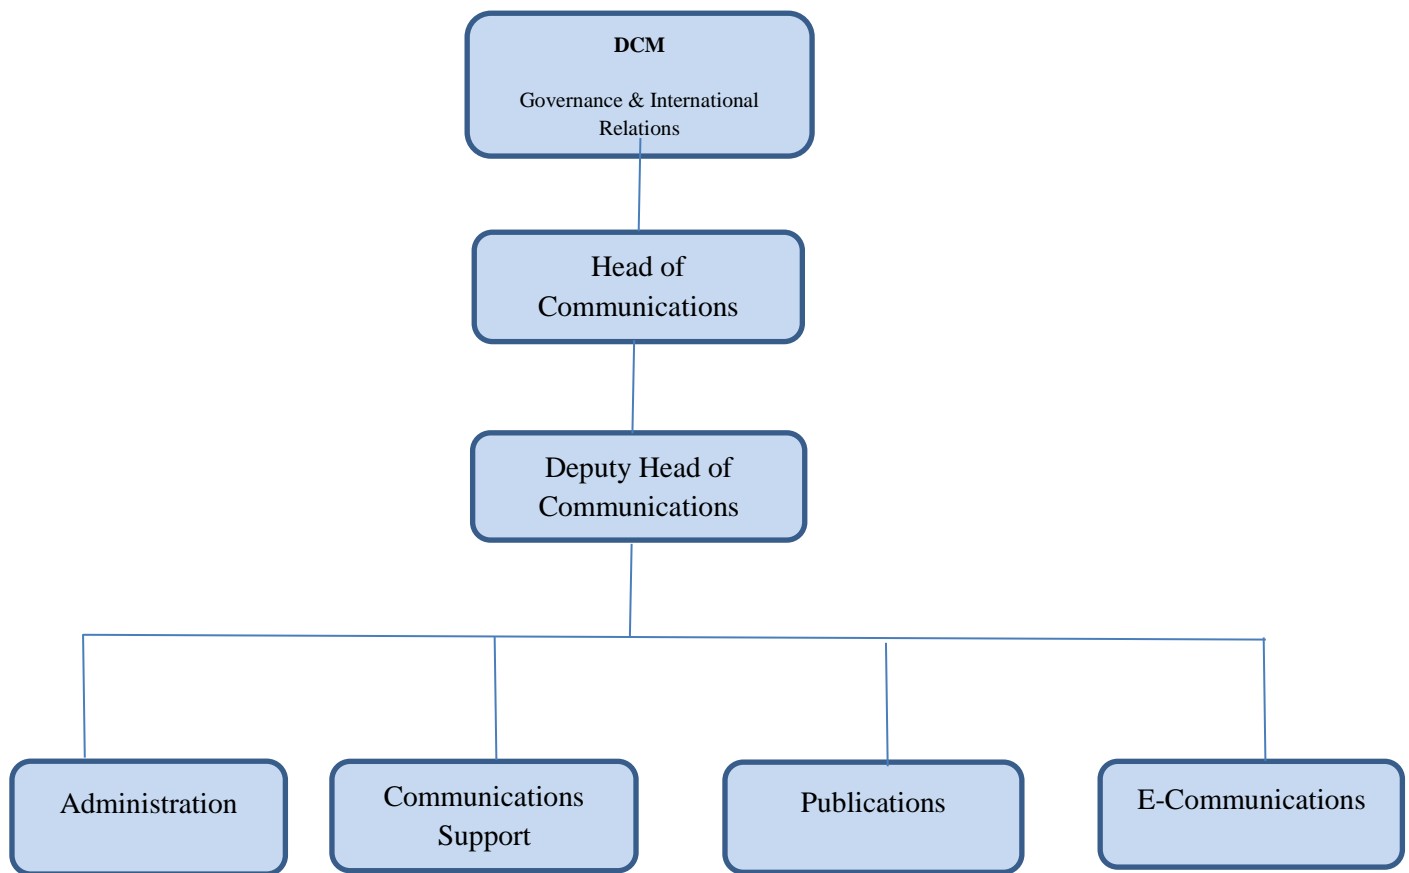 DCM
Governance & International
Relations
Head of
Communications
Deputy Head of
Communications
Administration
Communications
Support
Publications
E-Communications